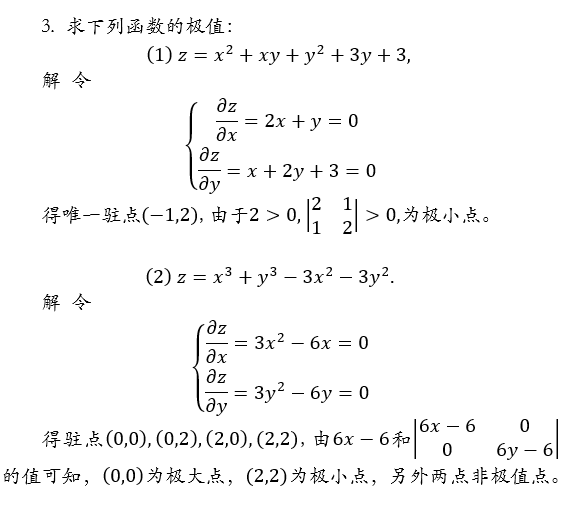 3. 求下列函数的极值：
(1) z = x² + xy + y² + 3y + 3,
解 令
{ ∂z/∂x = 2x + y = 0
∂z/∂y = x + 2y + 3 = 0
得唯一驻点(−1,2), 由于2 > 0, |2 1; 1 2| > 0,为极小点。
(2) z = x³ + y³ − 3x² − 3y².
解 令
{ ∂z/∂x = 3x² − 6x = 0
∂z/∂y = 3y² − 6y = 0
得驻点(0,0), (0,2), (2,0), (2,2), 由6x − 6和|6x − 6 0; 0 6y − 6|
的值可知，(0,0)为极大点，(2,2)为极小点，另外两点非极值点。